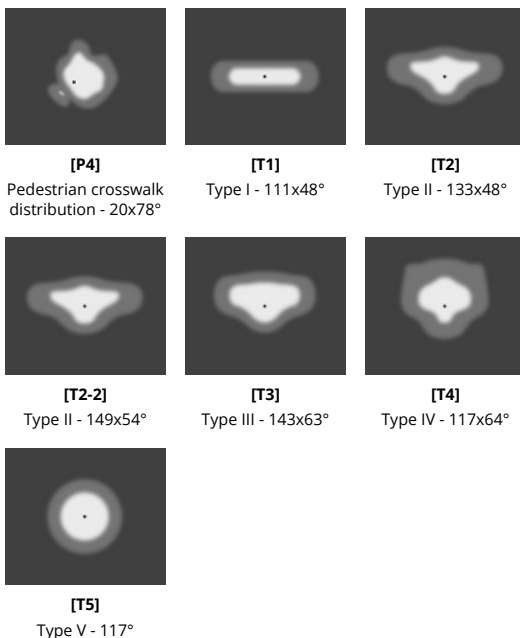 [P4]
Pedestrian crosswalk
distribution - 20x78°
[T1]
Type I - 111x48°
[T2]
Type II - 133x48°
[T2-2]
Type II - 149x54°
[T3]
Type III - 143x63°
[T4]
Type IV - 117x64°
[T5]
Type V - 117°